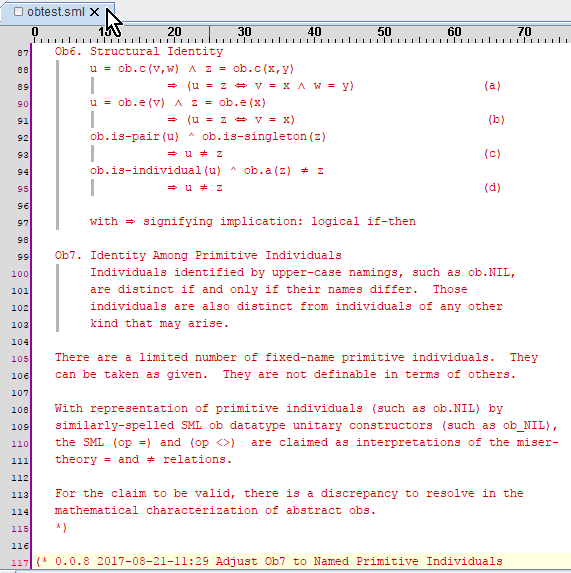 obtest.sml
0 10 20 30 40 50 60 70
87 Ob6. Structural Identity
88 u = ob.c(v,w) ∧ z = ob.c(x,y)
89 ⇒ (u = z ⇔ v = x ∧ w = y) (a)
90 u = ob.e(v) ∧ z = ob.e(x)
91 ⇒ (u = z ⇔ v = x) (b)
92 ob.is-pair(u) ^ ob.is-singleton(z)
93 ⇒ u ≠ z (c)
94 ob.is-individual(u) ^ ob.a(z) ≠ z
95 ⇒ u ≠ z (d)
96
97 with ⇒ signifying implication: logical if-then
98
99 Ob7. Identity Among Primitive Individuals
100 Individuals identified by upper-case namings, such as ob.NIL,
101 are distinct if and only if their names differ. Those
102 individuals are also distinct from individuals of any other
103 kind that may arise.
104
105 There are a limited number of fixed-name primitive individuals. They
106 can be taken as given. They are not definable in terms of others.
107
108 With representation of primitive individuals (such as ob.NIL) by
109 similarly-spelled SML ob datatype unitary constructors (such as ob_NIL),
110 the SML (op =) and (op <>) are claimed as interpretations of the miser-
111 theory = and ≠ relations.
112
113 For the claim to be valid, there is a discrepancy to resolve in the
114 mathematical characterization of abstract obs.
115 *)
116
117 (* 0.0.8 2017-08-21-11:29 Adjust Ob7 to Named Primitive Individuals